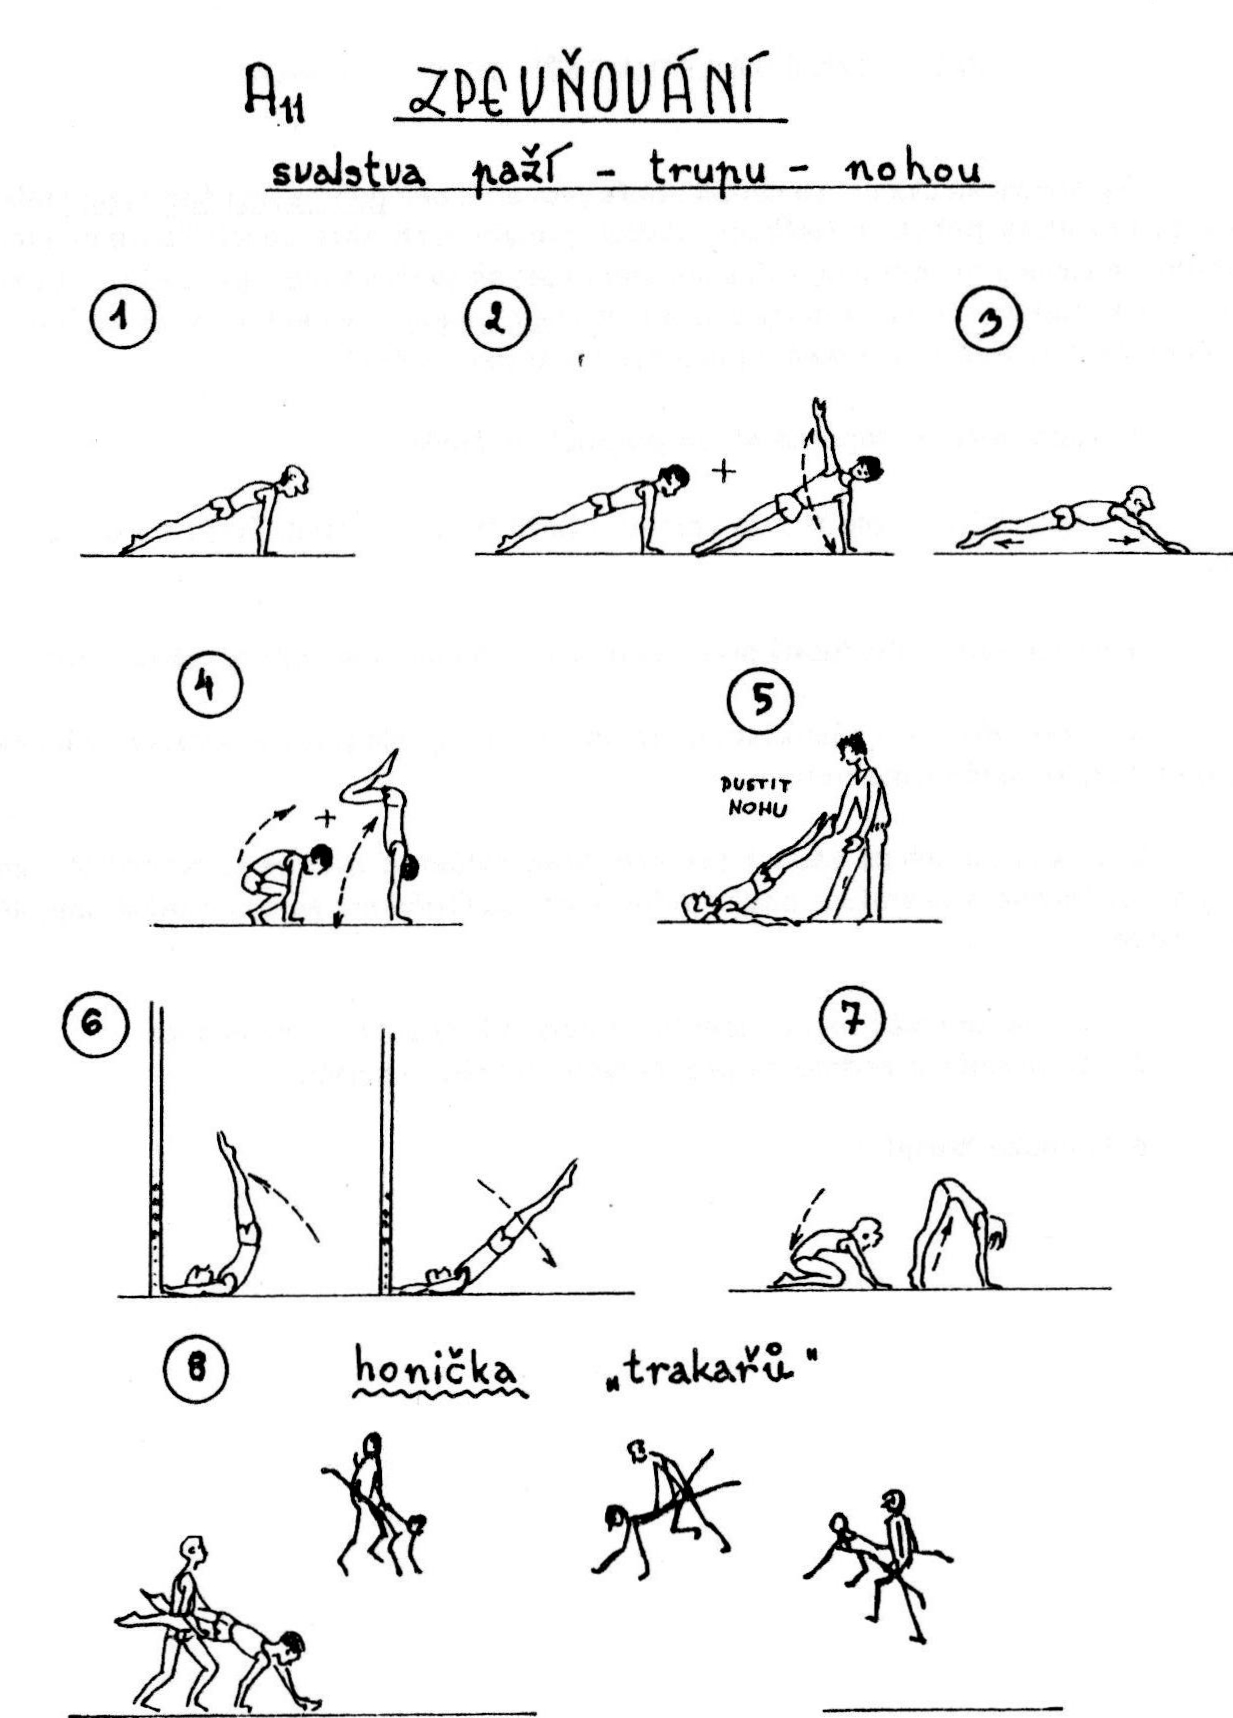 A11 ZPEVŇOVÁNÍ
svalstva paží - trupu - nohou
1 2 3
+
4 5
+
PUSTIT
NOHU
6 7
8 honička „trakařů"